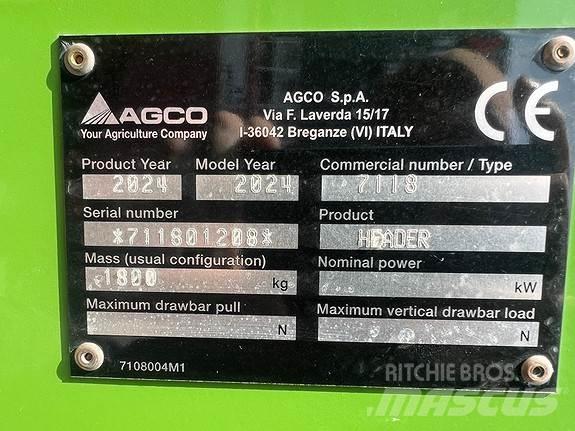 AGCO
Your Agriculture Company
AGCO S.p.A.
Via F. Laverda 15/17
I-36042 Breganze (VI) ITALY
CE
Product Year
Model Year
Commercial number / Type
2024
2024
7118
Serial number
Product
*711801208*
HEADER
Mass (usual configuration)
Nominal power
1800 kg
kW
Maximum drawbar pull
Maximum vertical drawbar load
N
N
7108004M1
RITCHIE BROS.
MASCUS